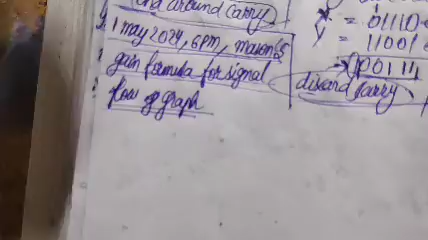 end around carry
1 may 2024, 6pm, mason's
gain formula for signal
flow of graph
x = 01110
y = 11001
00111
discard carry